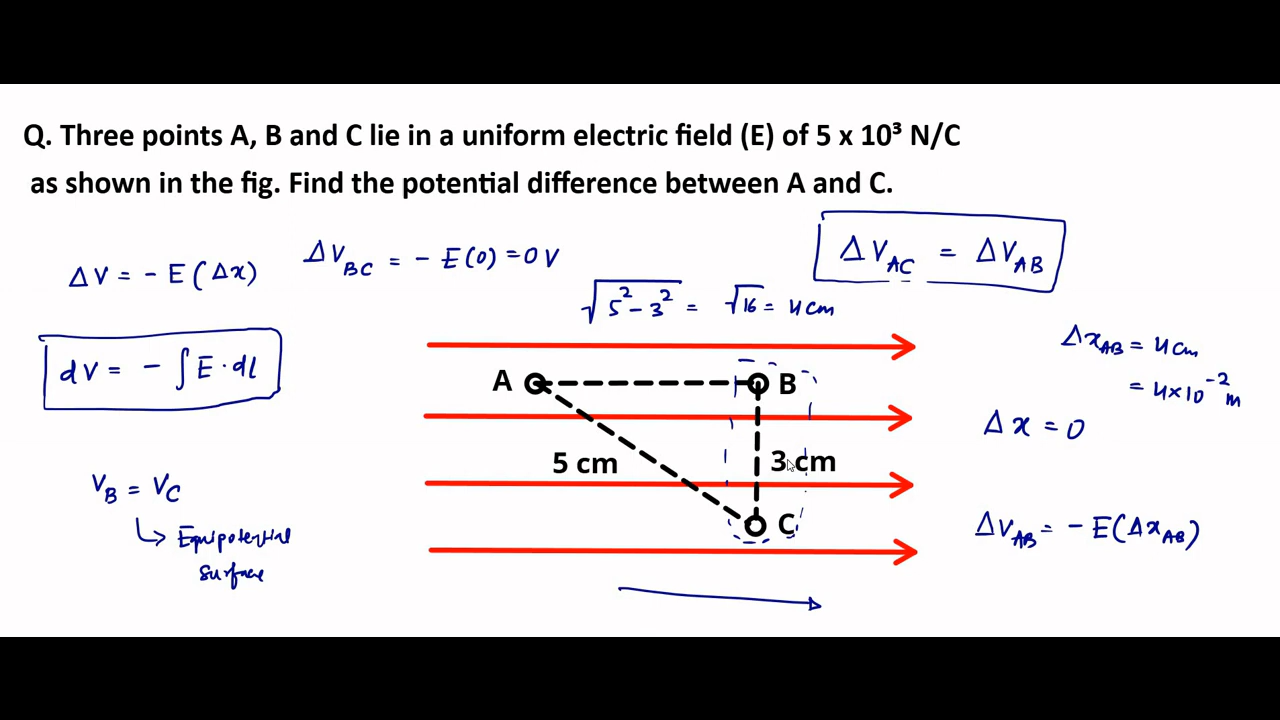 Q. Three points A, B and C lie in a uniform electric field (E) of 5 x 10³ N/C
as shown in the fig. Find the potential difference between A and C.
ΔV = - E (Δx)
ΔV_BC = - E(0) = 0 V
ΔV_AC = ΔV_AB
√5² - 3² = √16 = 4 cm
dV = - ∫ E · dl
Δx_AB = 4 cm
= 4 × 10⁻² m
A
B
Δx = 0
5 cm
3 cm
V_B = V_C
C
ΔV_AB = - E(Δx_AB)
Equipotential
Surface